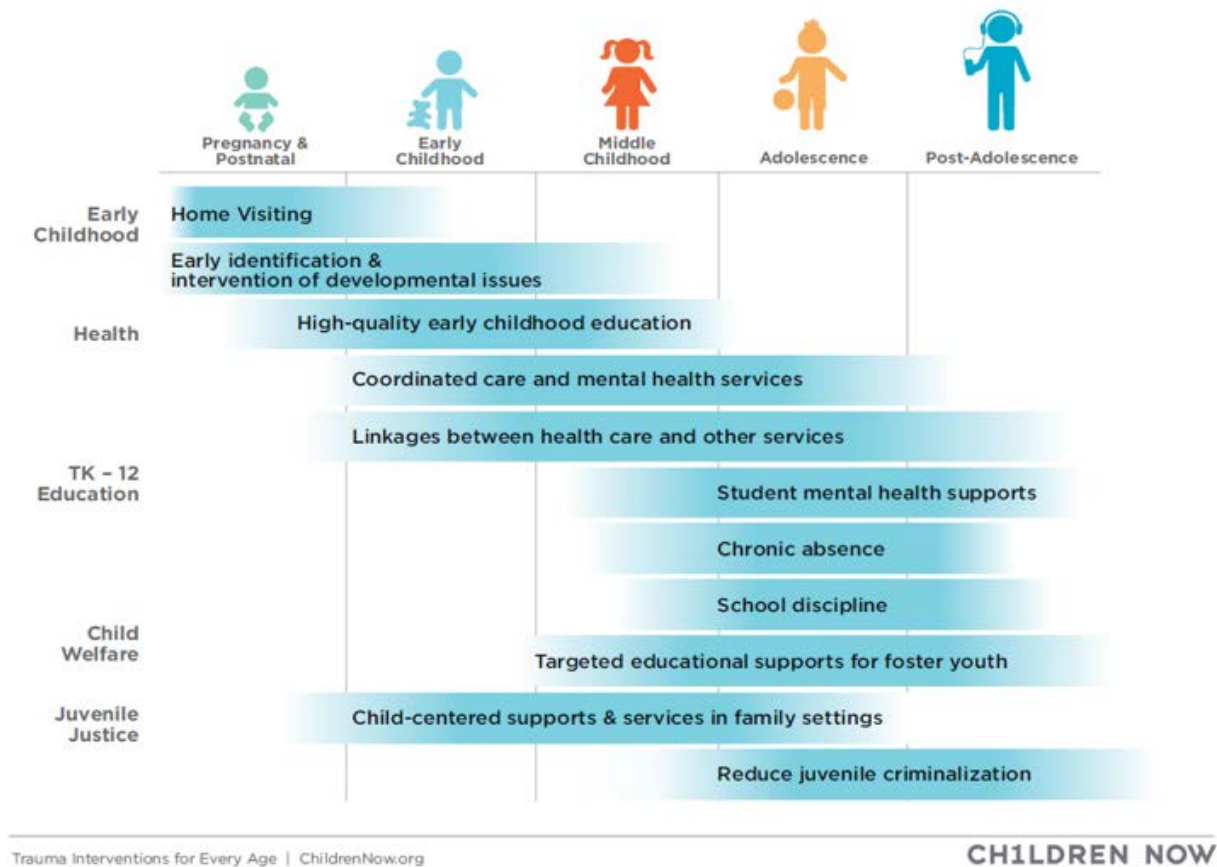 Pregnancy &
Postnatal
Early
Childhood
Middle
Childhood
Adolescence
Post-Adolescence
Early
Childhood
Home Visiting
Early identification &
intervention of developmental issues
Health
High-quality early childhood education
Coordinated care and mental health services
Linkages between health care and other services
TK – 12
Education
Student mental health supports
Chronic absence
School discipline
Child
Welfare
Targeted educational supports for foster youth
Juvenile
Justice
Child-centered supports & services in family settings
Reduce juvenile criminalization
Trauma Interventions for Every Age | ChildrenNow.org
CH1LDREN NOW